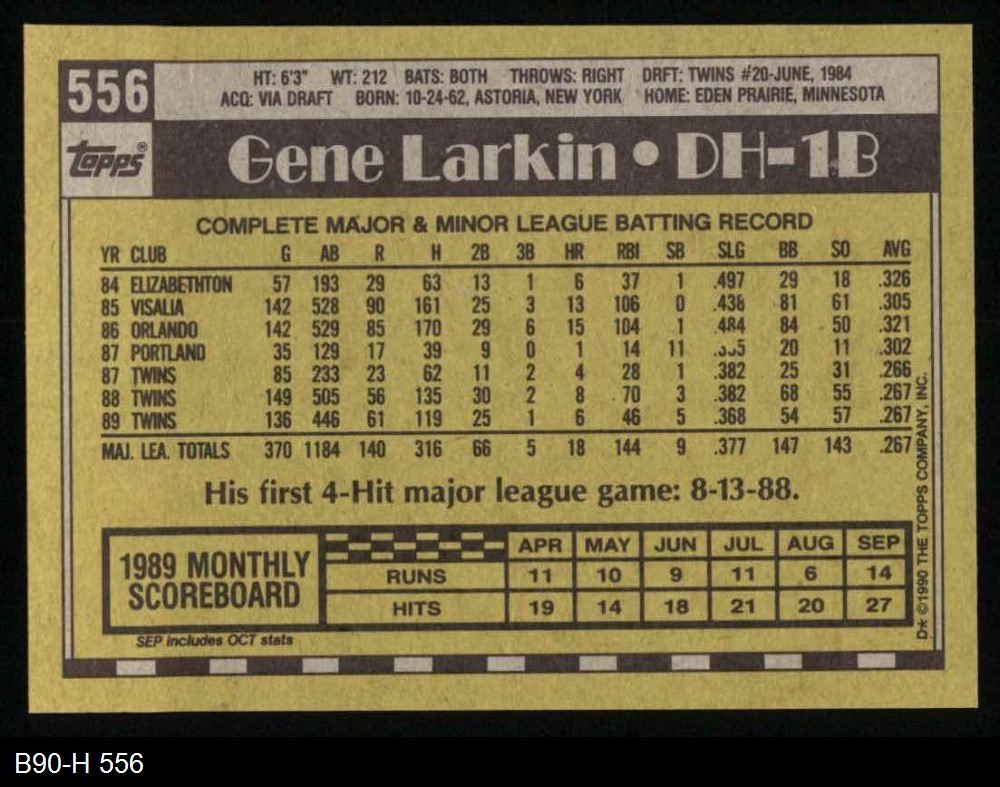 556
HT: 6'3" WT: 212 BATS: BOTH THROWS: RIGHT DRFT: TWINS #20-JUNE, 1984
ACQ: VIA DRAFT BORN: 10-24-62, ASTORIA, NEW YORK HOME: EDEN PRAIRIE, MINNESOTA
Topps®
Gene Larkin • DH-1B
COMPLETE MAJOR & MINOR LEAGUE BATTING RECORD
YR CLUB G AB R H 2B 3B HR RBI SB SLG BB SO AVG
84 ELIZABETHTON 57 193 29 63 13 1 6 37 1 .497 29 18 .326
85 VISALIA 142 528 90 161 25 3 13 106 0 .436 81 61 .305
86 ORLANDO 142 529 85 170 29 6 15 104 1 .484 84 50 .321
87 PORTLAND 35 129 17 39 9 0 1 14 11 20 11 .302
87 TWINS 85 233 23 62 11 2 4 28 1 .382 25 31 .266
88 TWINS 149 505 56 135 30 2 8 70 3 .382 68 55 .267
89 TWINS 136 446 61 119 25 1 6 46 5 .368 54 57 .267
MAJ. LEA. TOTALS 370 1184 140 316 66 5 18 144 9 .377 147 143 .267
His first 4-Hit major league game: 8-13-88.
1989 MONTHLY
SCOREBOARD
APR MAY JUN JUL AUG SEP
RUNS 11 10 9 11 6 14
HITS 19 14 18 21 20 27
SEP includes OCT stats
D* ©1990 THE TOPPS COMPANY, INC.
B90-H 556